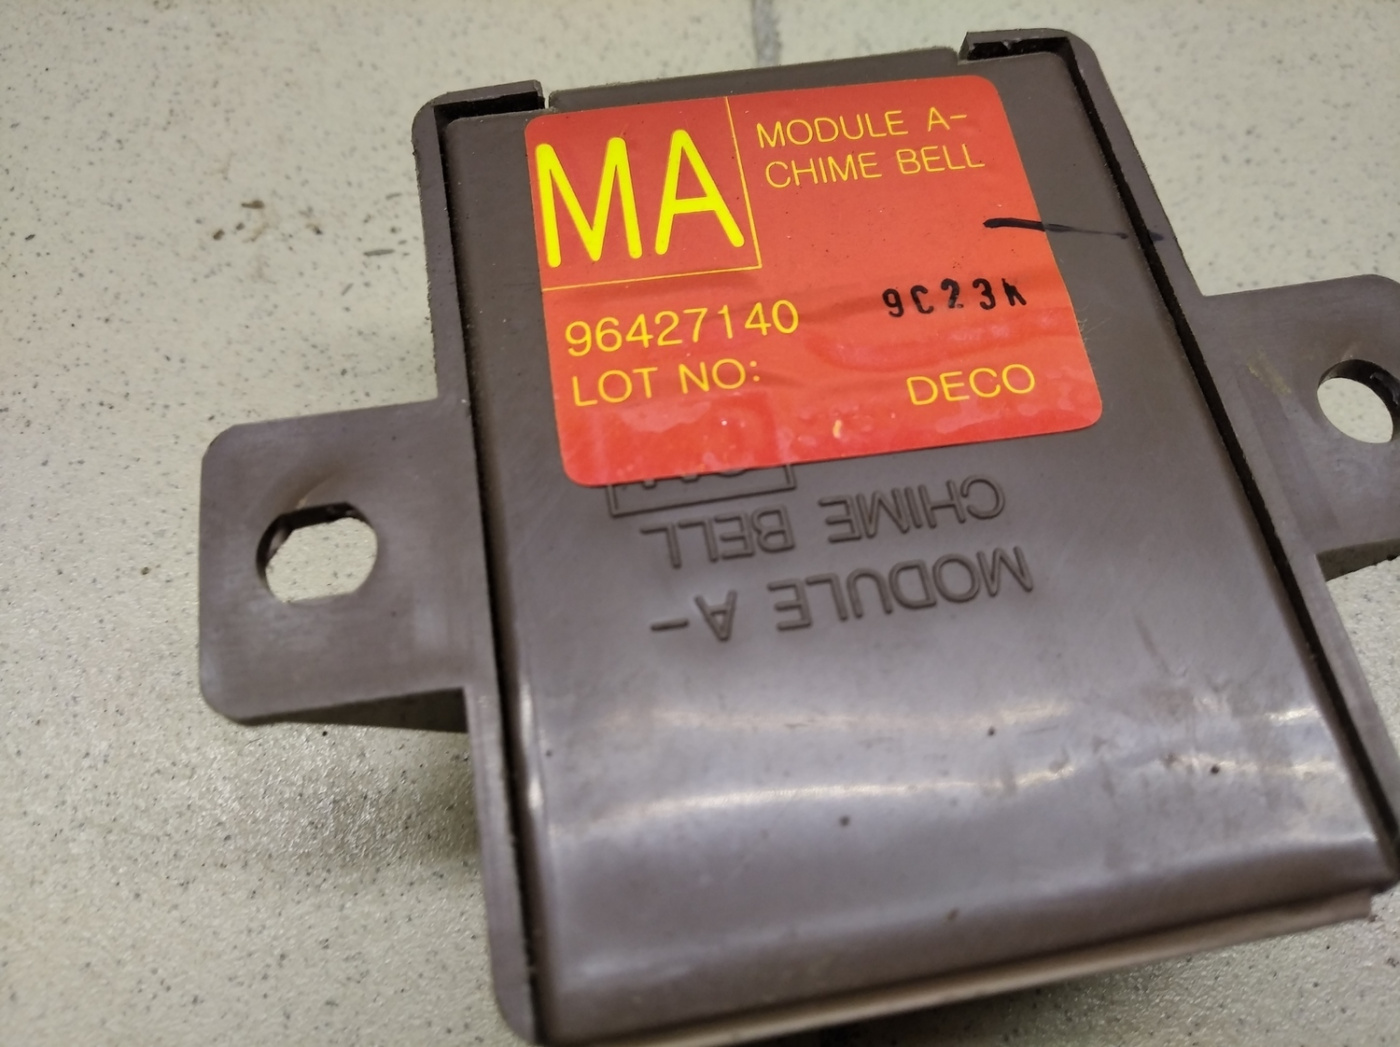 MA
MODULE A-
CHIME BELL
96427140
9C23K
LOT NO:
DECO
MODULE A-
CHIME BELL